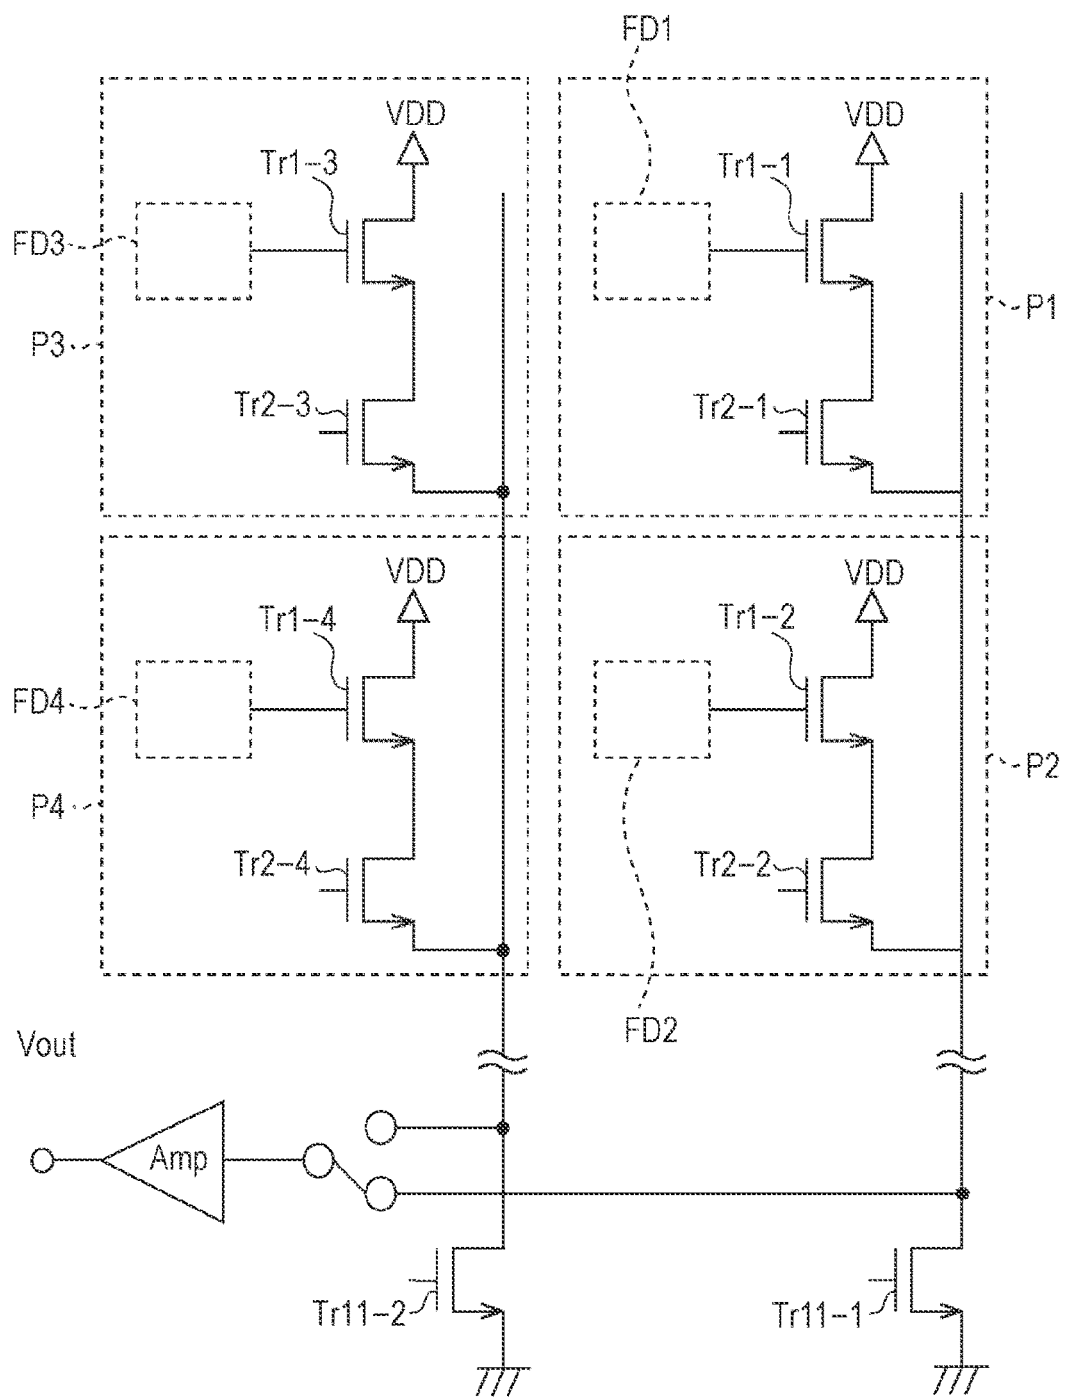 FD1
VDD
VDD
Tr1-3
Tr1-1
FD3
P1
P3
Tr2-3
Tr2-1
VDD
VDD
Tr1-4
Tr1-2
FD4
P2
P4
Tr2-4
Tr2-2
FD2
Vout
Amp
Tr11-2
Tr11-1